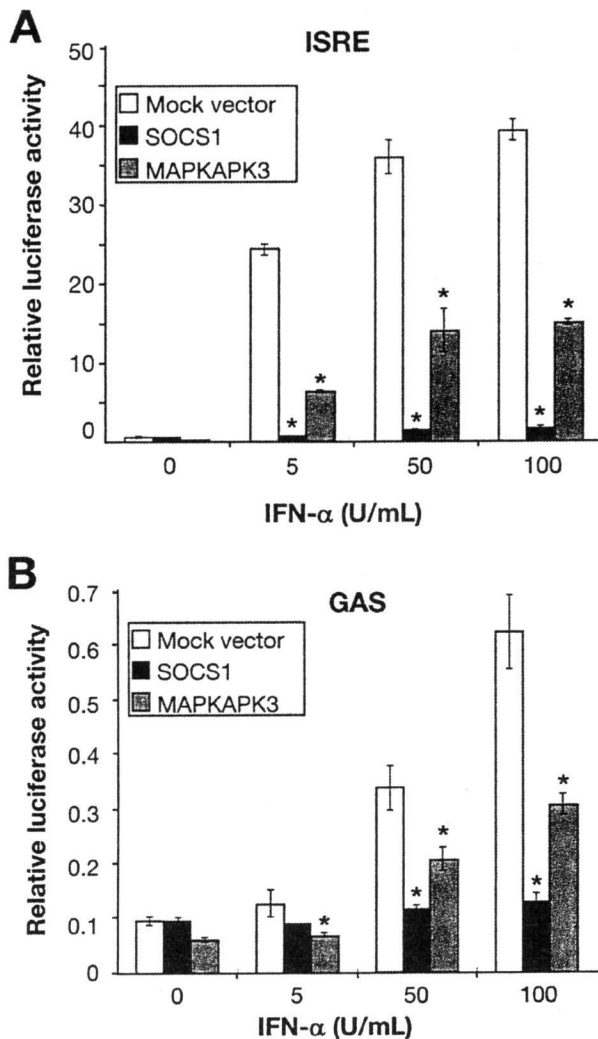 A
ISRE
Relative luciferase activity
50
40
30
20
10
0
Mock vector
SOCS1
MAPKAPK3
* *
* *
* *
0 5 50 100
IFN-α (U/mL)
B
GAS
Relative luciferase activity
0.7
0.6
0.5
0.4
0.3
0.2
0.1
0
Mock vector
SOCS1
MAPKAPK3
*
* *
* *
0 5 50 100
IFN-α (U/mL)